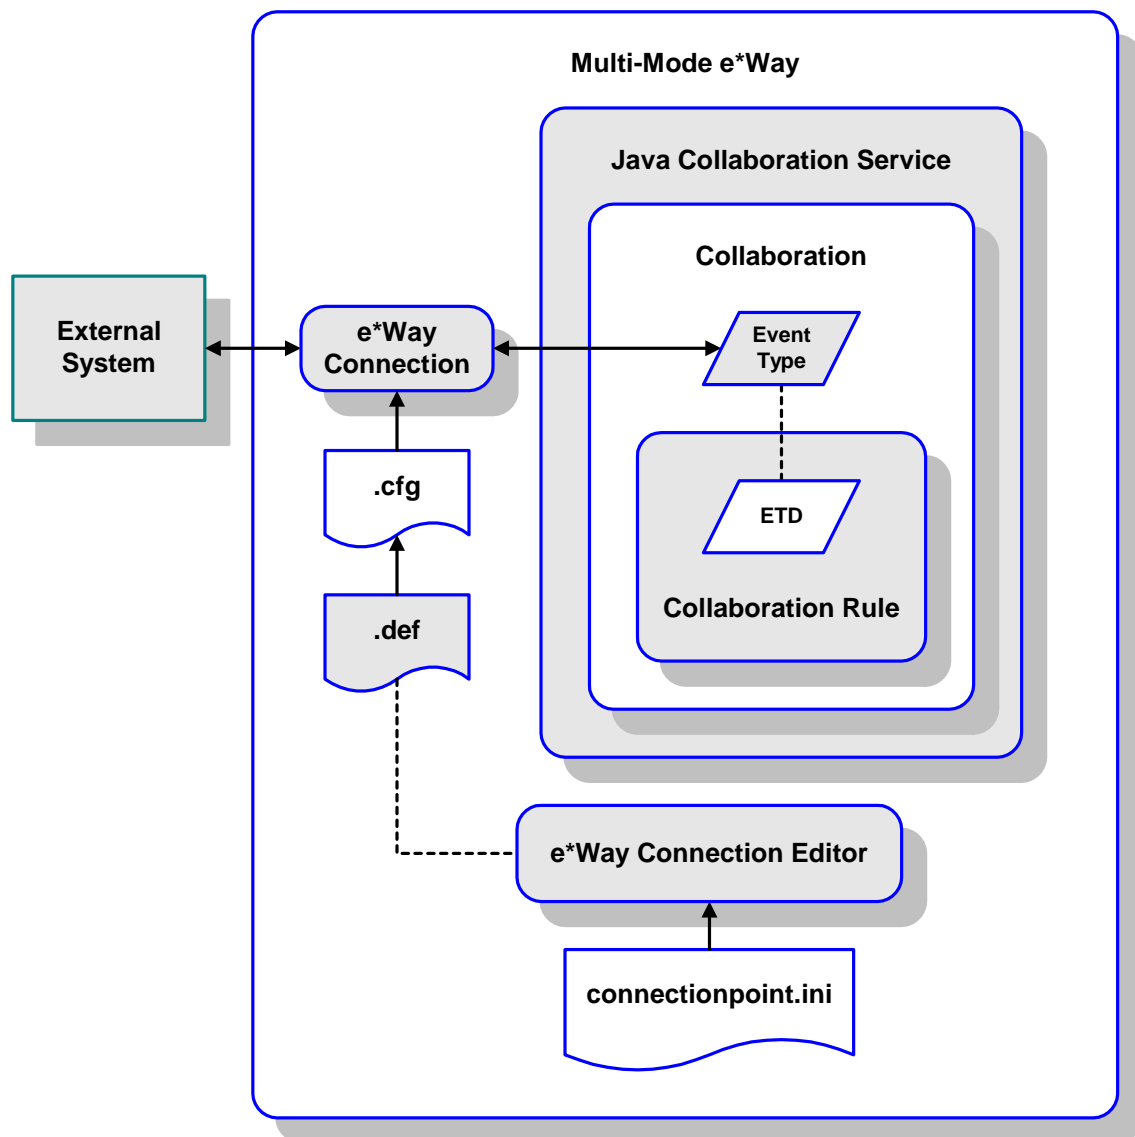 Multi-Mode e*Way
Java Collaboration Service
Collaboration
External
System
e*Way
Connection
Event
Type
.cfg
ETD
.def
Collaboration Rule
e*Way Connection Editor
connectionpoint.ini